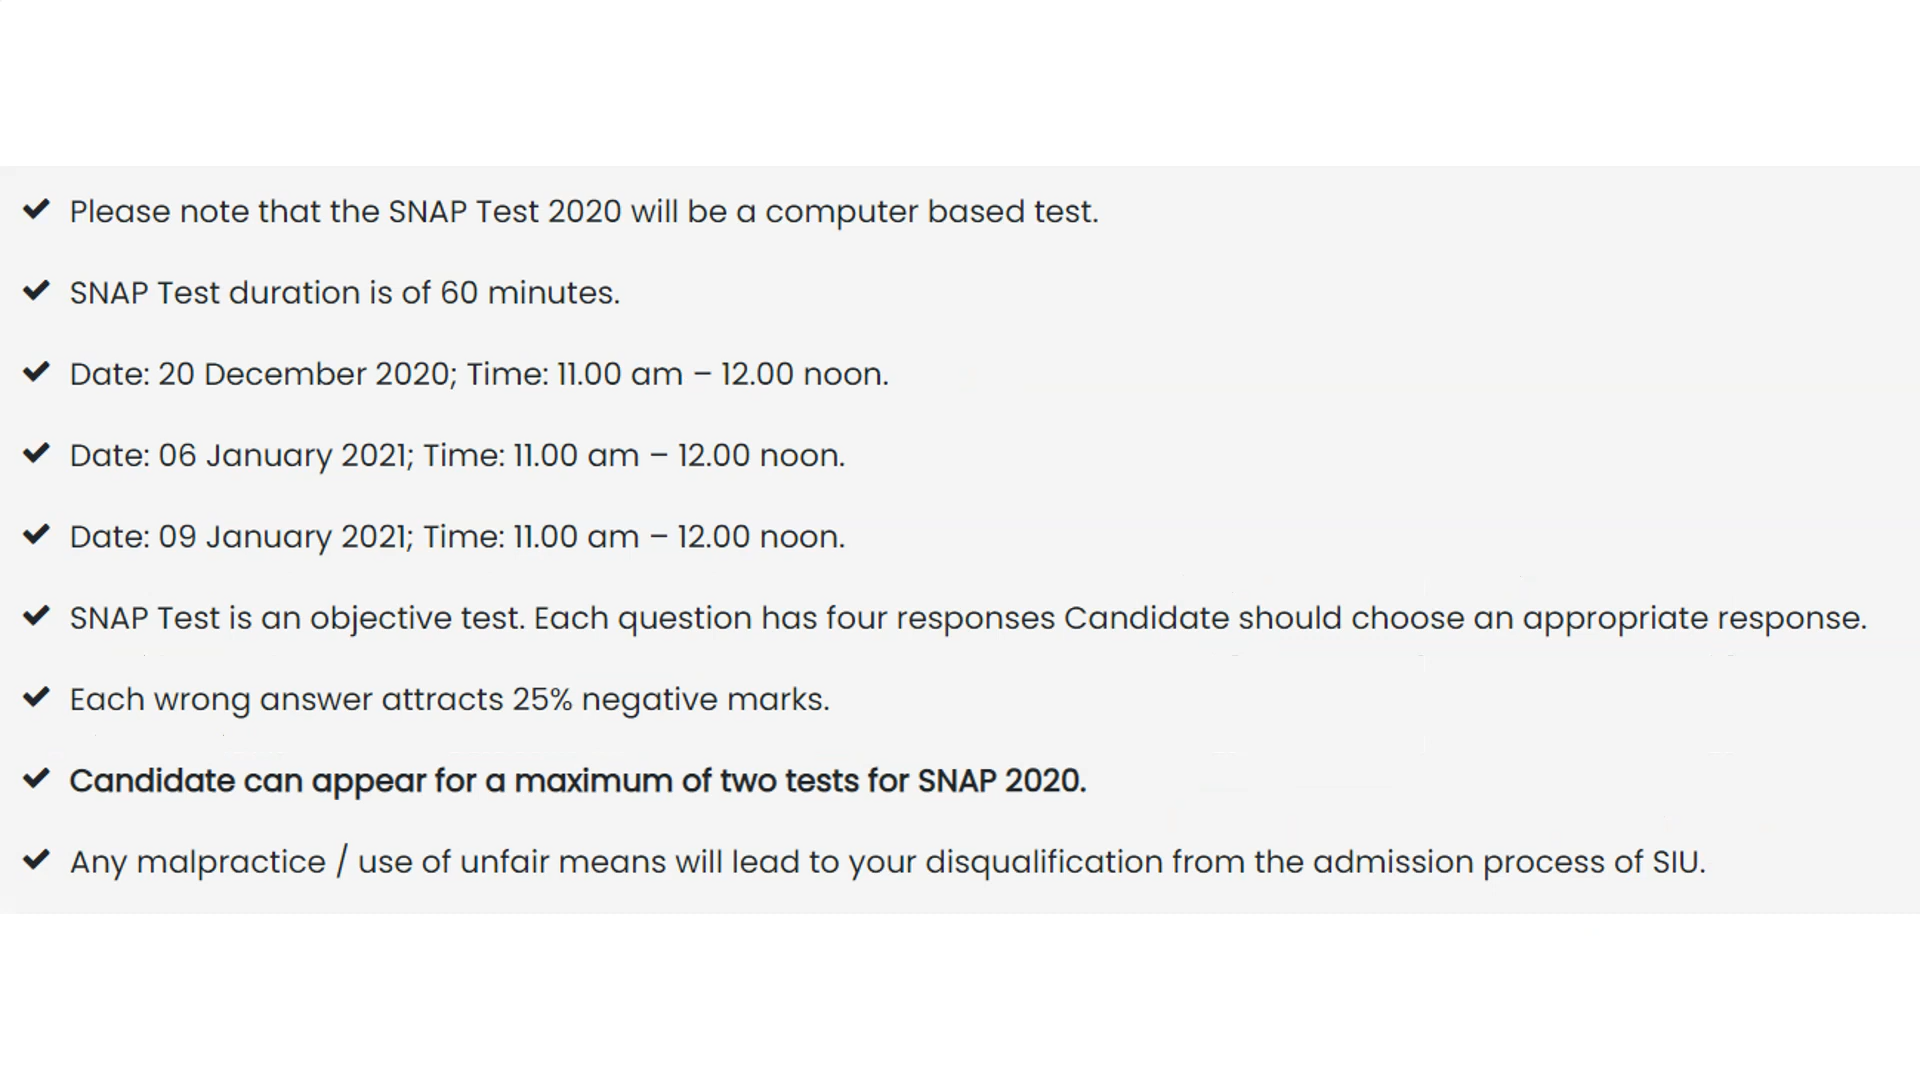 Please note that the SNAP Test 2020 will be a computer based test.
SNAP Test duration is of 60 minutes.
Date: 20 December 2020; Time: 11.00 am – 12.00 noon.
Date: 06 January 2021; Time: 11.00 am – 12.00 noon.
Date: 09 January 2021; Time: 11.00 am – 12.00 noon.
SNAP Test is an objective test. Each question has four responses Candidate should choose an appropriate response.
Each wrong answer attracts 25% negative marks.
Candidate can appear for a maximum of two tests for SNAP 2020.
Any malpractice / use of unfair means will lead to your disqualification from the admission process of SIU.